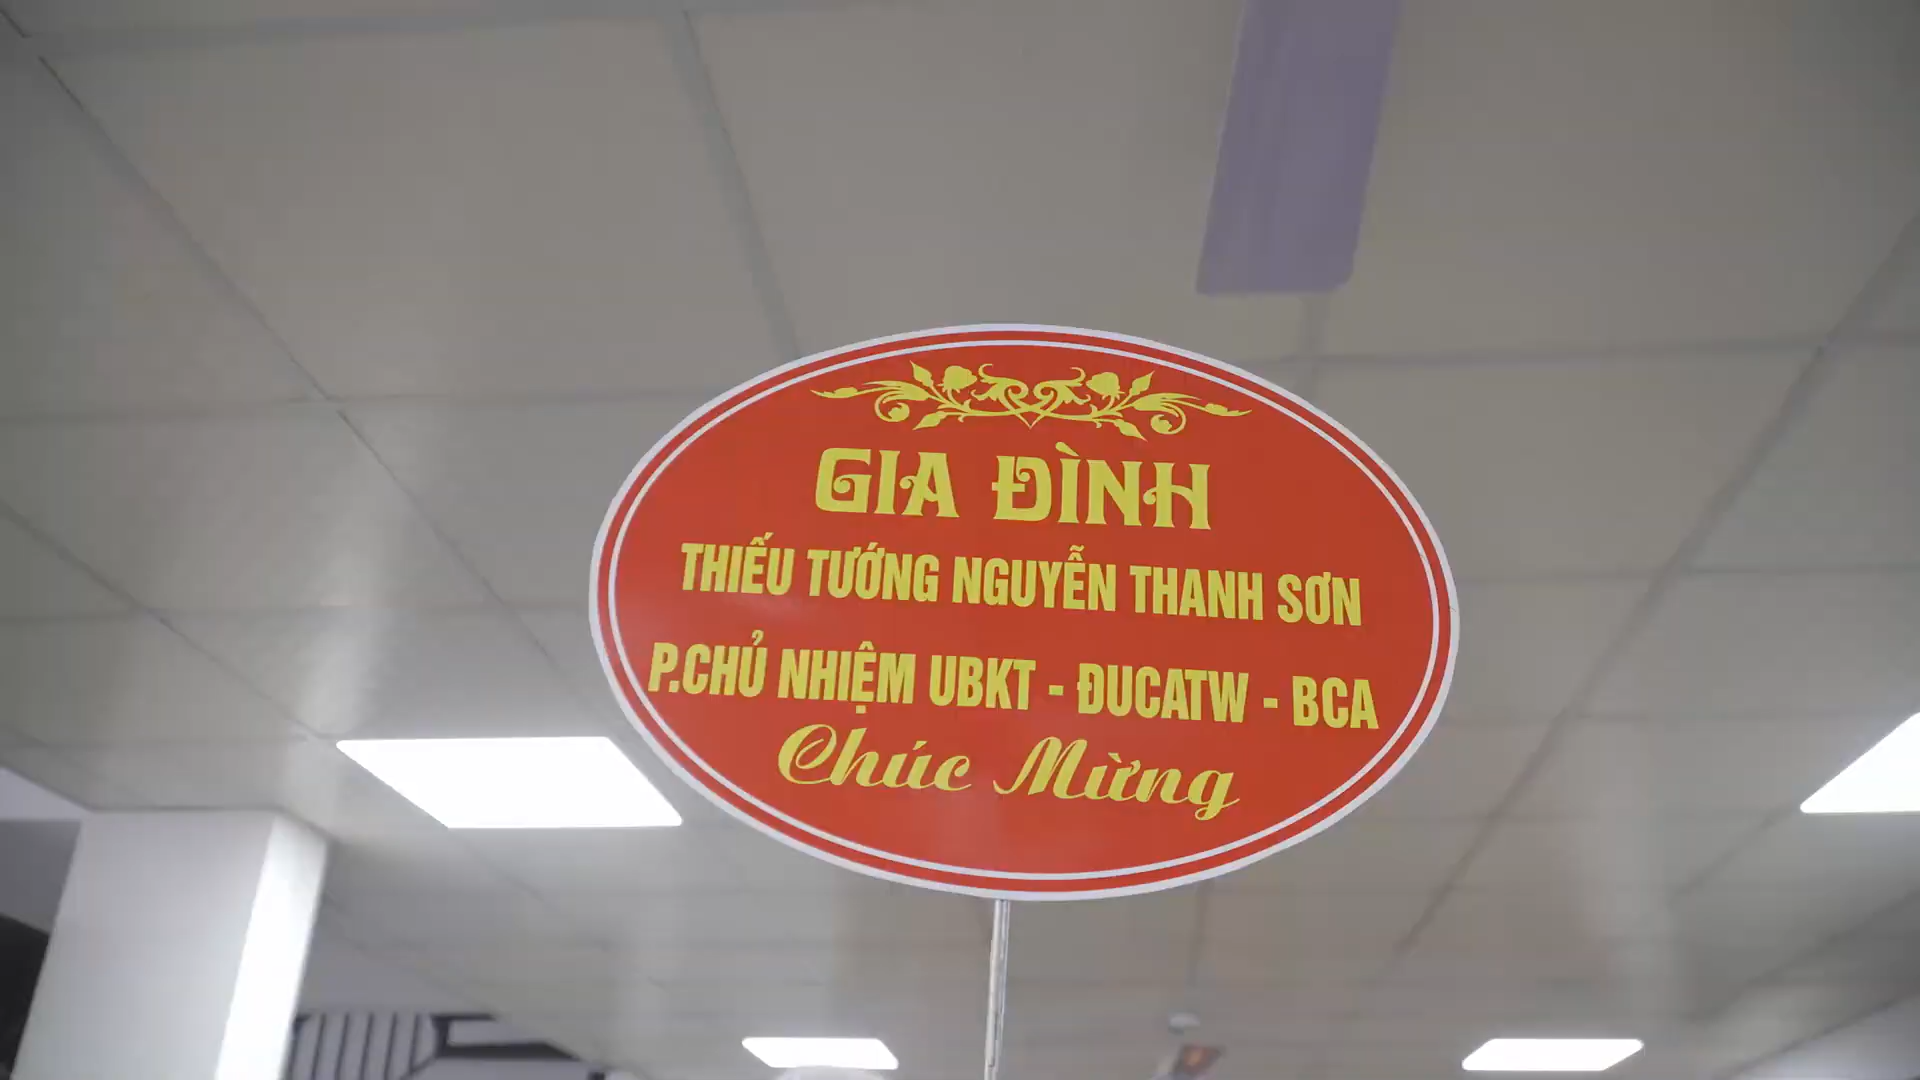 GIA ĐÌNH
THIẾU TƯỚNG NGUYỄN THANH SƠN
P.CHỦ NHIỆM UBKT - ĐUCATW - BCA
Chúc Mừng